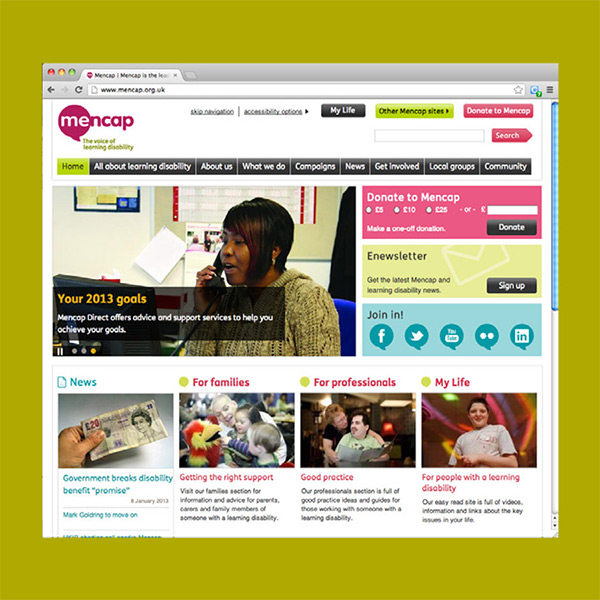 Mencap | Mencap is the lead
www.mencap.org.uk
mencap
The voice of
learning disability
skip navigation
accessibility options
My Life
Other Mencap sites
Donate to Mencap
Search
Home
All about learning disability
About us
What we do
Campaigns
News
Get involved
Local groups
Community
Your 2013 goals
Mencap Direct offers advice and support services to help you
achieve your goals.
Donate to Mencap
£5 £10 £25 - or - £
Make a one-off donation.
Donate
Enewsletter
Get the latest Mencap and
learning disability news.
Sign up
Join in!
f
You
Tube
in
News
£20
Government breaks disability
benefit “promise”
8 January 2013
Mark Goldring to move on
For families
Getting the right support
Visit our families section for
information and advice for parents,
carers and family members of
someone with a learning disability.
For professionals
Good practice
Our professionals section is full of
good practice ideas and guides for
those working with someone with a
learning disability.
My Life
For people with a learning
disability
Our easy read site is full of videos,
information and links about the key
issues in your life.